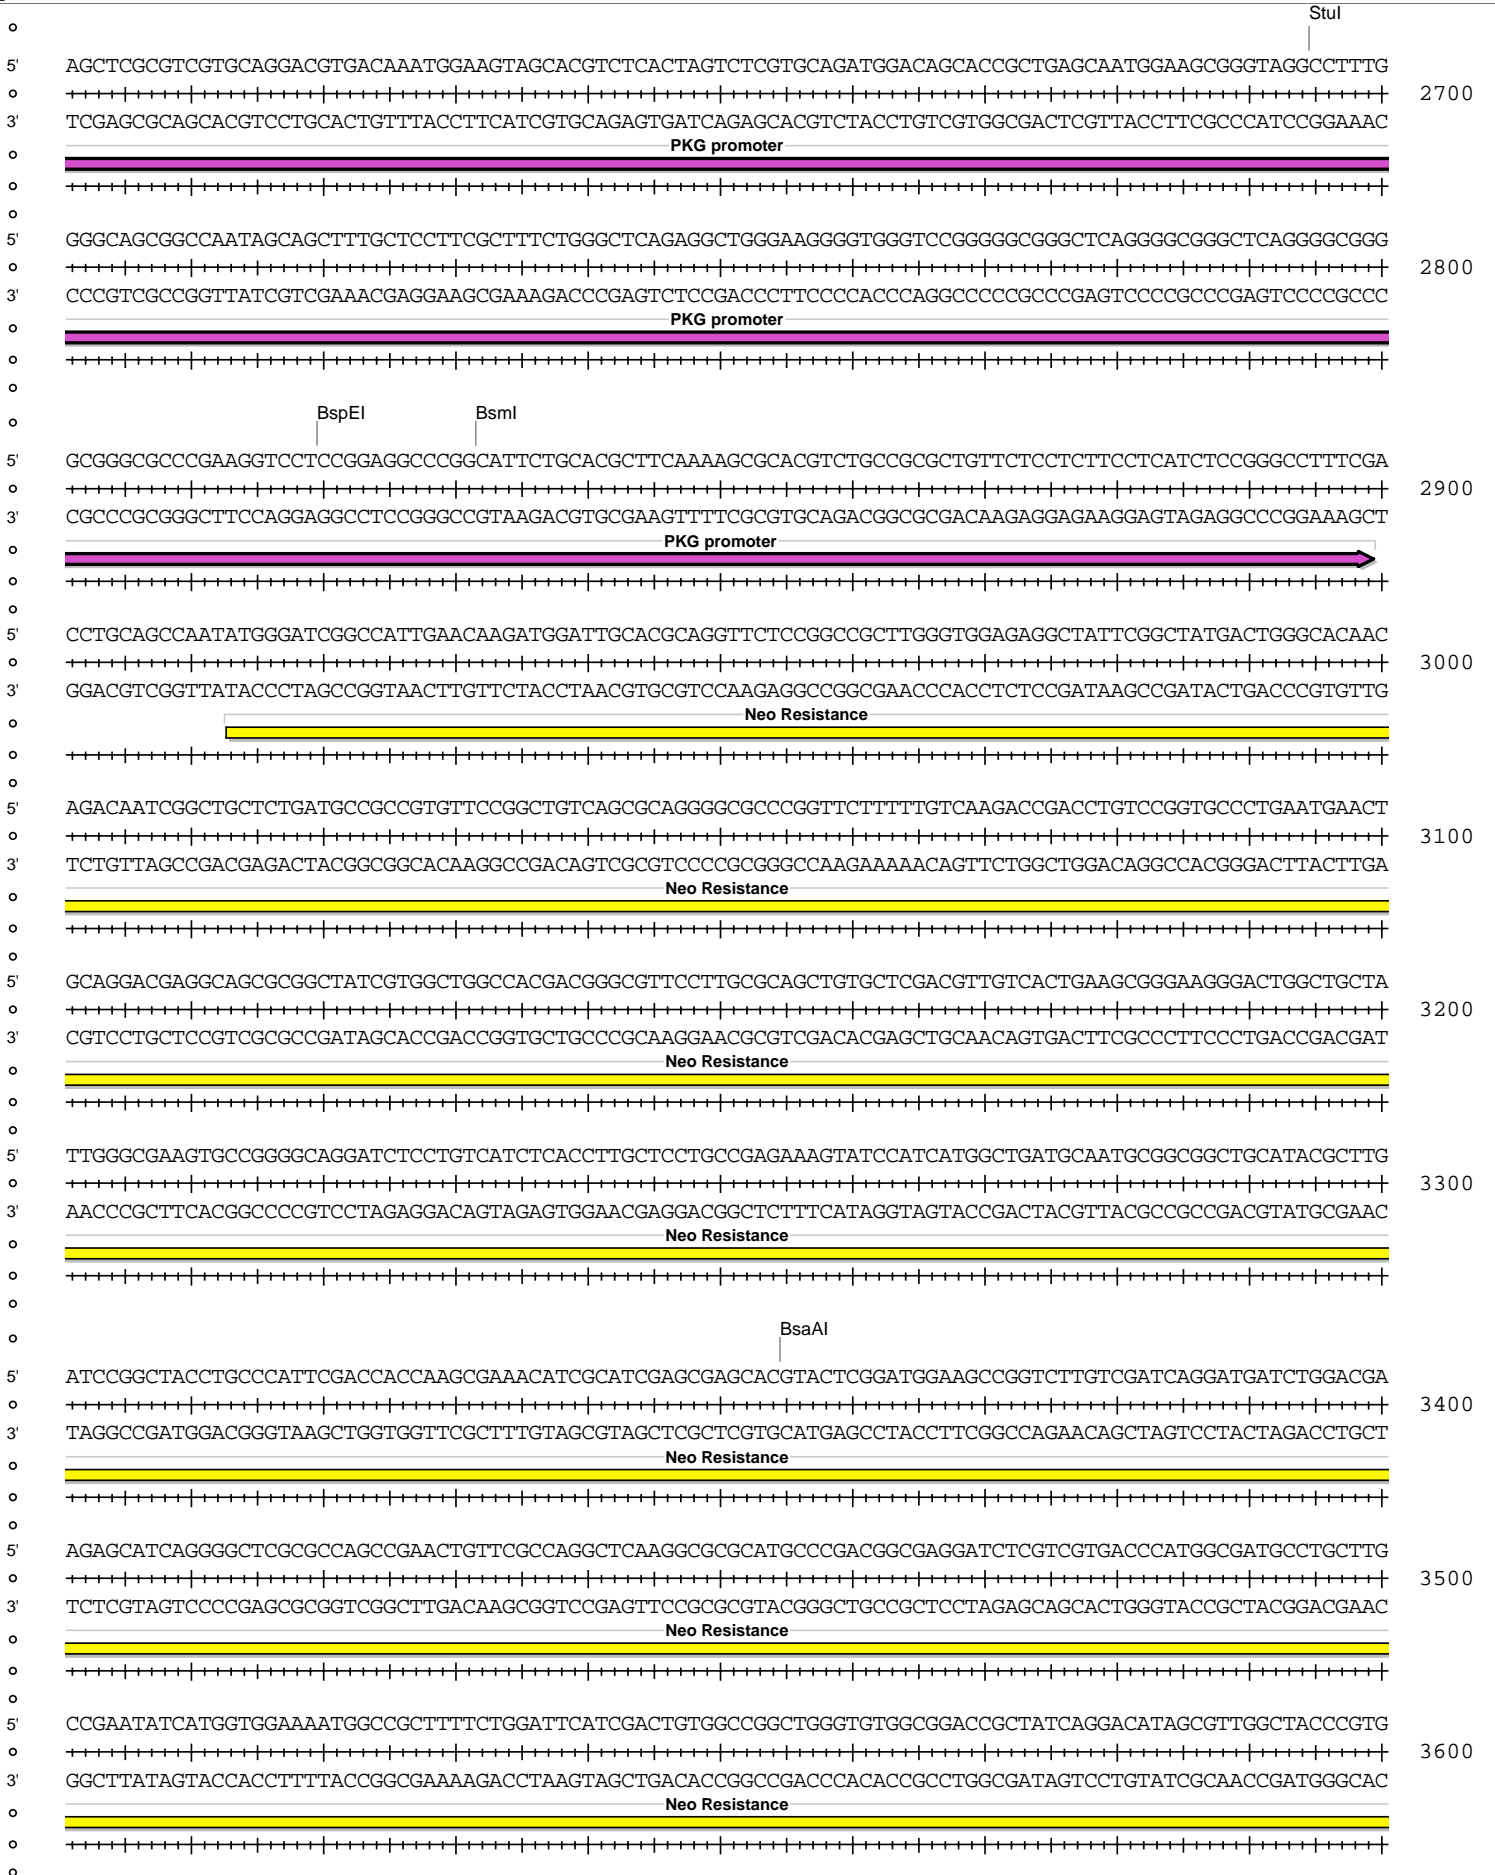 StuI
5' AGCTCGCGTCGTGCAGGACGTGACAAATGGAAGTAGCACGTCTCACTAGTCTCGTGCAGATGGACAGCACCGCTGAGCAATGGAAGCGGGTAGGCCTTTG
2700
3' TCGAGCGCAGCACGTCCTGCACTGTTTACCTTCATCGTGCAGAGTGATCAGAGCACGTCTACCTGTCGTGGCGACTCGTTACCTTCGCCCATCCGGAAAC
PKG promoter
5' GGGCAGCGGCCAATAGCAGCTTTGCTCCTTCGCTTTCTGGGCTCAGAGGCTGGGAAGGGGTGGGTCCGGGGGCGGGCTCAGGGGCGGGCTCAGGGGCGGG
2800
3' CCCGTCGCCGGTTATCGTCGAAACGAGGAAGCGAAAGACCCGAGTCTCCGACCCTTCCCCACCCAGGCCCCCGCCCGAGTCCCCGCCCGAGTCCCCGCCC
PKG promoter
BspEI BsmI
5' GCGGGCGCCCGAAGGTCCTCCGGAGGCCCGGCATTCTGCACGCTTCAAAAGCGCACGTCTGCCGCGCTGTTCTCCTCTTCCTCATCTCCGGGCCTTTCGA
2900
3' CGCCCGCGGGCTTCCAGGAGGCCTCCGGGCCGTAAGACGTGCGAAGTTTTCGCGTGCAGACGGCGCGACAAGAGGAGAAGGAGTAGAGGCCCGGAAAGCT
PKG promoter
5' CCTGCAGCCAATATGGGATCGGCCATTGAACAAGATGGATTGCACGCAGGTTCTCCGGCCGCTTGGGTGGAGAGGCTATTCGGCTATGACTGGGCACAAC
3000
3' GGACGTCGGTTATACCCTAGCCGGTAACTTGTTCTACCTAACGTGCGTCCAAGAGGCCGGCGAACCCACCTCTCCGATAAGCCGATACTGACCCGTGTTG
Neo Resistance
5' AGACAATCGGCTGCTCTGATGCCGCCGTGTTCCGGCTGTCAGCGCAGGGGCGCCCGGTTCTTTTTGTCAAGACCGACCTGTCCGGTGCCCTGAATGAACT
3100
3' TCTGTTAGCCGACGAGACTACGGCGGCACAAGGCCGACAGTCGCGTCCCCGCGGGCCAAGAAAAACAGTTCTGGCTGGACAGGCCACGGGACTTACTTGA
Neo Resistance
5' GCAGGACGAGGCAGCGCGGCTATCGTGGCTGGCCACGACGGGCGTTCCTTGCGCAGCTGTGCTCGACGTTGTCACTGAAGCGGGAAGGGACTGGCTGCTA
3200
3' CGTCCTGCTCCGTCGCGCCGATAGCACCGACCGGTGCTGCCCGCAAGGAACGCGTCGACACGAGCTGCAACAGTGACTTCGCCCTTCCCTGACCGACGAT
Neo Resistance
5' TTGGGCGAAGTGCCGGGGCAGGATCTCCTGTCATCTCACCTTGCTCCTGCCGAGAAAGTATCCATCATGGCTGATGCAATGCGGCGGCTGCATACGCTTG
3300
3' AACCCGCTTCACGGCCCCGTCCTAGAGGACAGTAGAGTGGAACGAGGACGGCTCTTTCATAGGTAGTACCGACTACGTTACGCCGCCGACGTATGCGAAC
Neo Resistance
BsaAI
5' ATCCGGCTACCTGCCCATTCGACCACCAAGCGAAACATCGCATCGAGCGAGCACGTACTCGGATGGAAGCCGGTCTTGTCGATCAGGATGATCTGGACGA
3400
3' TAGGCCGATGGACGGGTAAGCTGGTGGTTCGCTTTGTAGCGTAGCTCGCTCGTGCATGAGCCTACCTTCGGCCAGAACAGCTAGTCCTACTAGACCTGCT
Neo Resistance
5' AGAGCATCAGGGGCTCGCGCCAGCCGAACTGTTCGCCAGGCTCAAGGCGCGCATGCCCGACGGCGAGGATCTCGTCGTGACCCATGGCGATGCCTGCTTG
3500
3' TCTCGTAGTCCCCGAGCGCGGTCGGCTTGACAAGCGGTCCGAGTTCCGCGCGTACGGGCTGCCGCTCCTAGAGCAGCACTGGGTACCGCTACGGACGAAC
Neo Resistance
5' CCGAATATCATGGTGGAAAATGGCCGCTTTTCTGGATTCATCGACTGTGGCCGGCTGGGTGTGGCGGACCGCTATCAGGACATAGCGTTGGCTACCCGTG
3600
3' GGCTTATAGTACCACCTTTTACCGGCGAAAAGACCTAAGTAGCTGACACCGGCCGACCCACACCGCCTGGCGATAGTCCTGTATCGCAACCGATGGGCAC
Neo Resistance